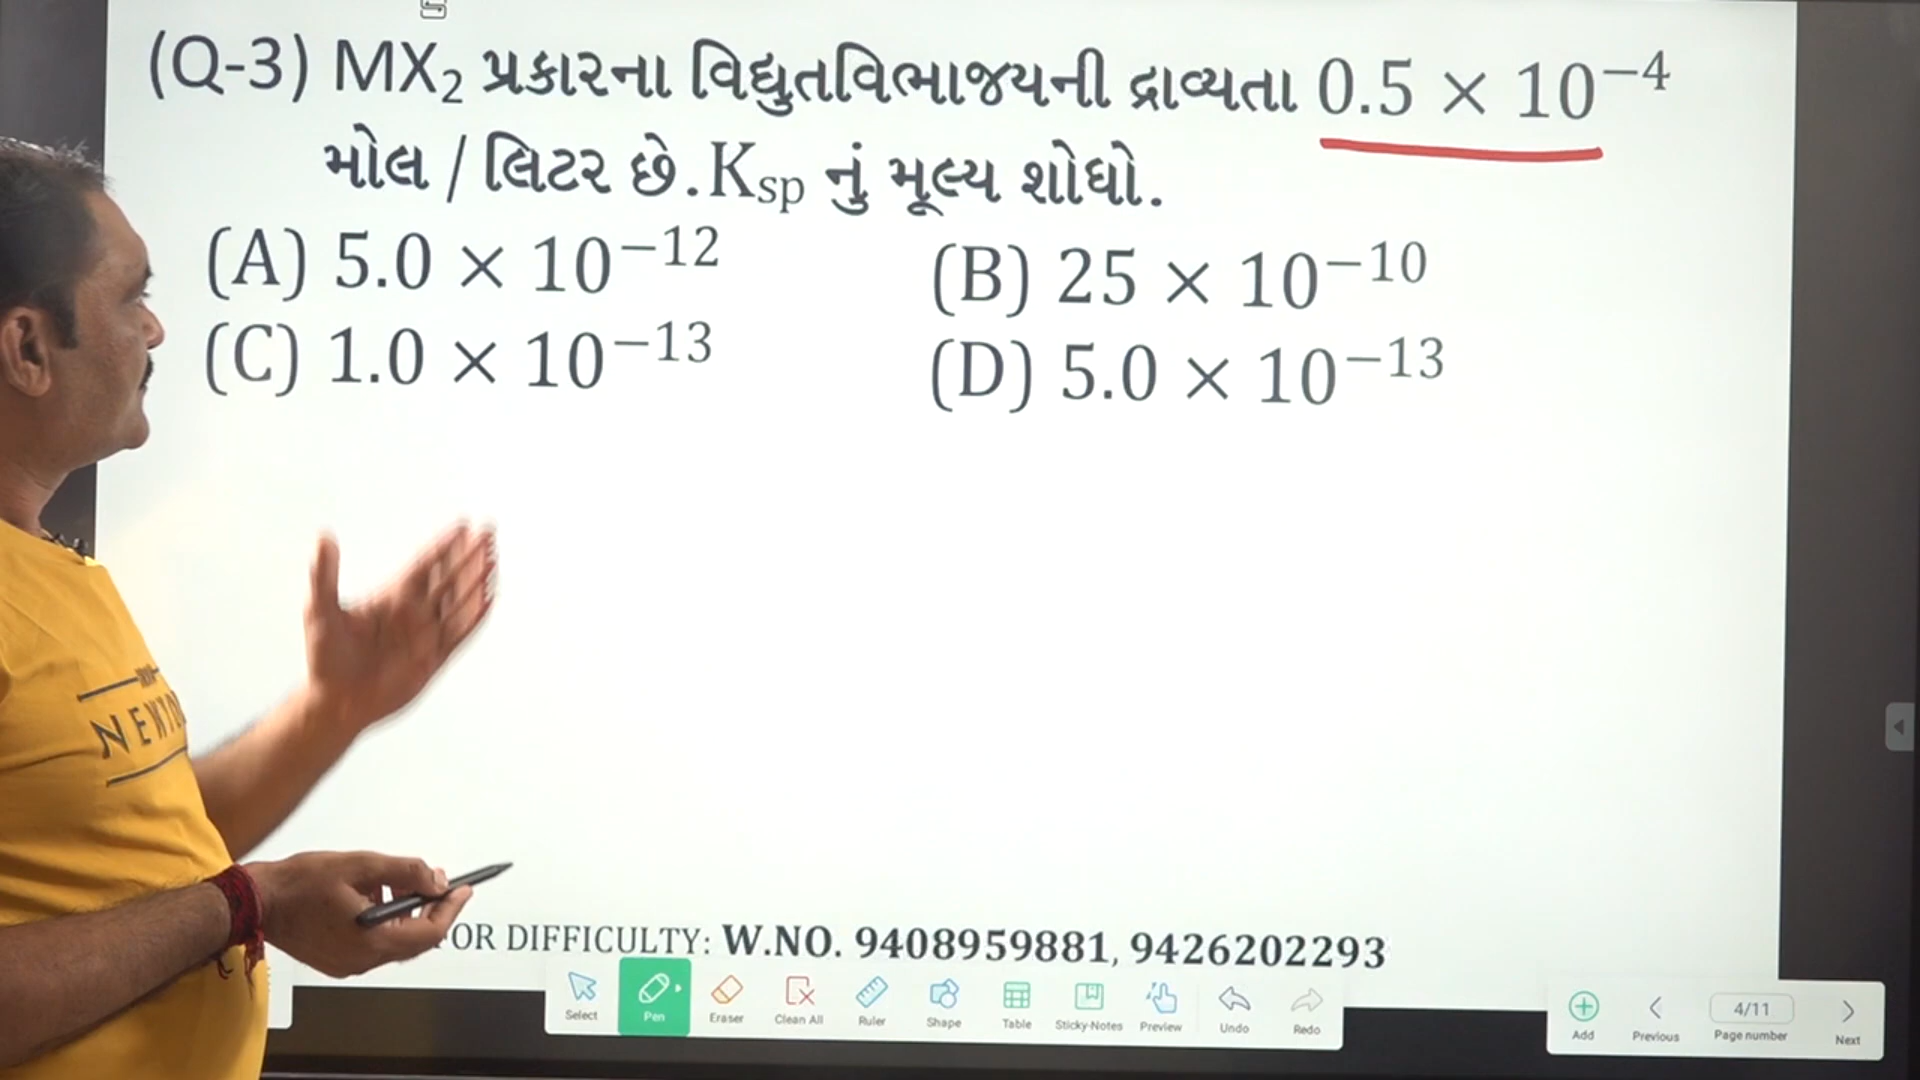 (Q-3) MX₂ પ્રકારના વિદ્યુતવિભાજ્યની દ્રાવ્યતા 0.5 × 10⁻⁴
મોલ / લિટર છે. Ksp નું મૂલ્ય શોધો.
(A) 5.0 × 10⁻¹² (B) 25 × 10⁻¹⁰
(C) 1.0 × 10⁻¹³ (D) 5.0 × 10⁻¹³
OR DIFFICULTY: W.NO. 9408959881, 9426202293
Select Pen Eraser Clean All Ruler Shape Table Sticky-Notes Preview Undo Redo
4/11
Add Previous Page number Next